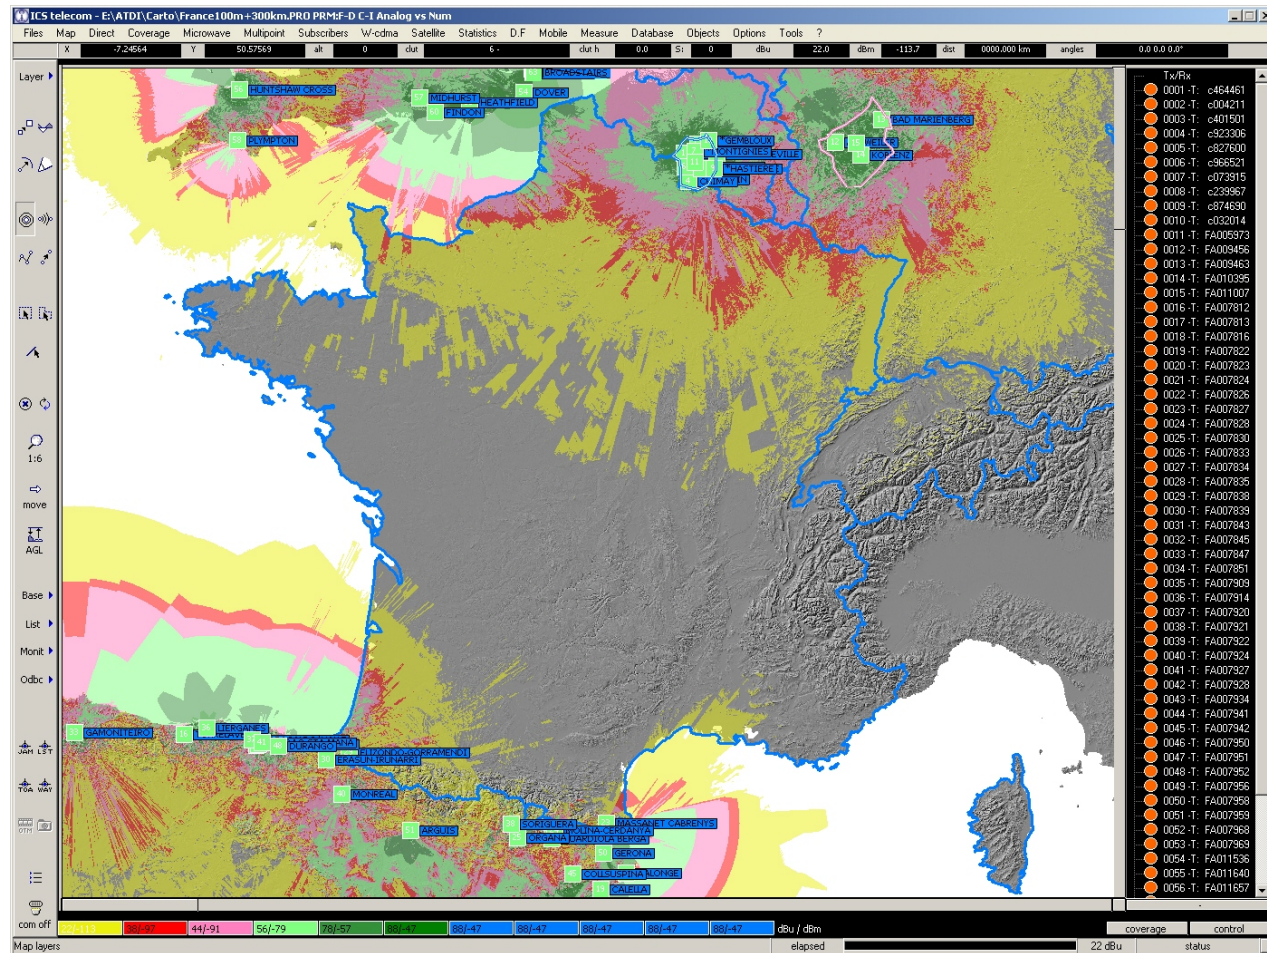 ICS telecom - E:\ATDI\Carto\France100m+300km.PRO PRM:F-D C-I Analog vs Num
Files Map Direct Coverage Microwave Multipoint Subscribers W-cdma Satellite Statistics D.F Mobile Measure Database Objects Options Tools ?
X -7.24564 Y 50.57569 alt 0 clut 6 - clut h 0.0 S: 0 dBu 22.0 dBm -113.7 dist 0000.000 km angles 0.0 0.0 0.0°
Layer
1:6
move
AGL
Base
List
Monit
Odbc
JAM LST
TOA WAY
OTM
com off
HUNTSHAW CROSS
PLYMPTON
MIDHURST
HEATHFIELD
FINDON
BROADSTAIRS
DOVER
*GEMBLOUX
*HASTIERE
BAD MARIENBERG
GAMONITEIRO
LIERGANES
DURANGO
ERASUN-IRUNARRI
MONREAL
ARGUIS
SORIGUERA
ORGANA
MASSANET CABRENYS
GERONA
COLLSUSPINA
CALELLA
Tx/Rx
0001 -T: c464461
0002 -T: c004211
0003 -T: c401501
0004 -T: c923306
0005 -T: c827600
0006 -T: c966521
0007 -T: c073915
0008 -T: c239967
0009 -T: c874690
0010 -T: c032014
0011 -T: FA005973
0012 -T: FA009456
0013 -T: FA009463
0014 -T: FA010395
0015 -T: FA011007
0016 -T: FA007812
0017 -T: FA007813
0018 -T: FA007816
0019 -T: FA007822
0020 -T: FA007823
0021 -T: FA007824
0022 -T: FA007826
0023 -T: FA007827
0024 -T: FA007828
0025 -T: FA007830
0026 -T: FA007833
0027 -T: FA007834
0028 -T: FA007835
0029 -T: FA007838
0030 -T: FA007839
0031 -T: FA007843
0032 -T: FA007845
0033 -T: FA007847
0034 -T: FA007851
0035 -T: FA007909
0036 -T: FA007914
0037 -T: FA007920
0038 -T: FA007921
0039 -T: FA007922
0040 -T: FA007924
0041 -T: FA007927
0042 -T: FA007928
0043 -T: FA007934
0044 -T: FA007941
0045 -T: FA007942
0046 -T: FA007950
0047 -T: FA007951
0048 -T: FA007952
0049 -T: FA007956
0050 -T: FA007958
0051 -T: FA007959
0052 -T: FA007968
0053 -T: FA007969
0054 -T: FA011536
0055 -T: FA011640
0056 -T: FA011657
22/-113 38/-97 44/-91 56/-79 78/-57 88/-47 88/-47 88/-47 88/-47 88/-47 88/-47 dBu / dBm coverage control
Map layers elapsed 22 dBu status